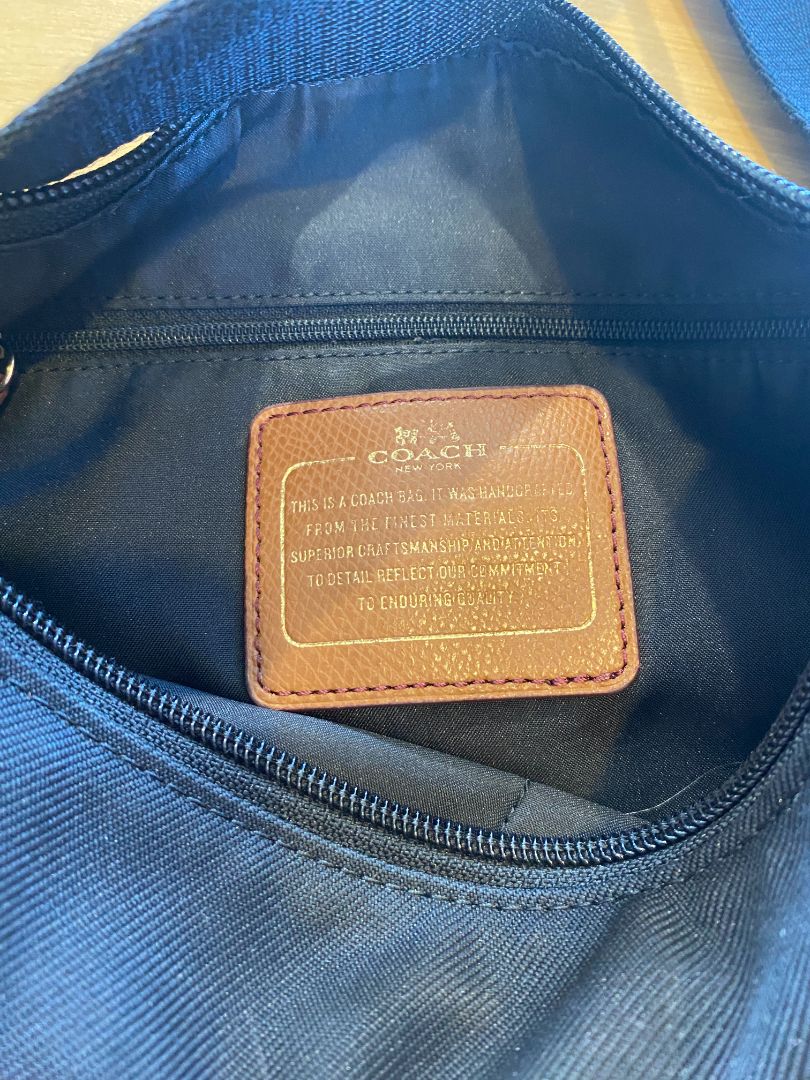 COACH
NEW YORK
THIS IS A COACH BAG. IT WAS HANDCRAFTED
FROM THE FINEST MATERIALS. ITS
SUPERIOR CRAFTSMANSHIP AND ATTENTION
TO DETAIL REFLECT OUR COMMITMENT
TO ENDURING QUALITY.